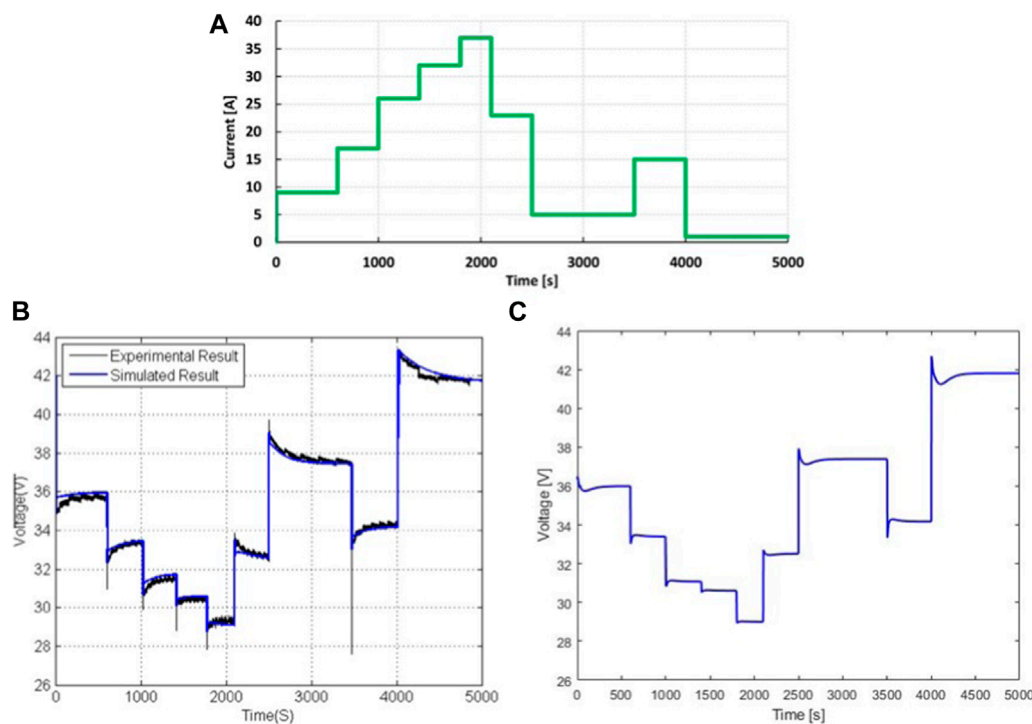 A
40
35
30
25
20
15
10
5
0
Current [A]
0 1000 2000 3000 4000 5000
Time [s]
B
44
42
40
38
36
34
32
30
28
26
Voltage(V)
Experimental Result
Simulated Result
0 1000 2000 3000 4000 5000
Time(S)
C
44
42
40
38
36
34
32
30
28
26
Voltage [V]
0 500 1000 1500 2000 2500 3000 3500 4000 4500 5000
Time [s]